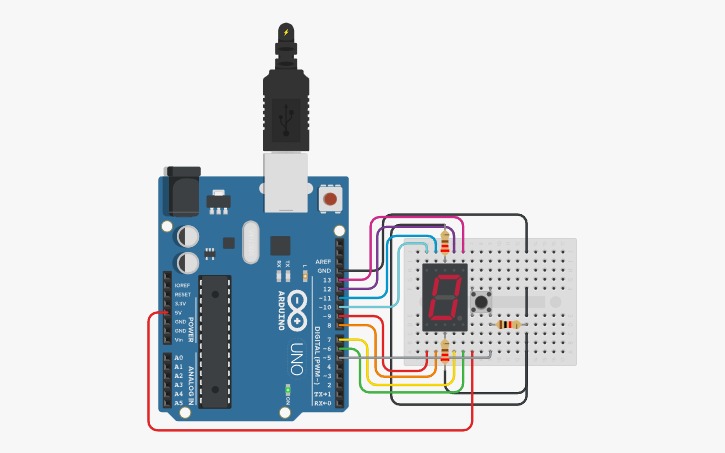 AREF
GND
13
12
~11
~10
~9
8
7
~6
~5
4
~3
2
TX→1
RX←0
L
TX
RX
ARDUINO
UNO
ON
DIGITAL (PWM~)
IOREF
RESET
3.3V
5V
GND
GND
Vin
POWER
A0
A1
A2
A3
A4
A5
ANALOG IN